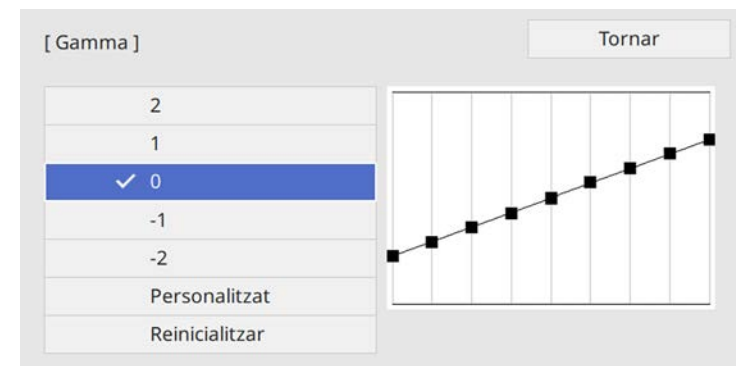 [ Gamma ]
Tornar
2
1
0
-1
-2
Personalitzat
Reinicialitzar